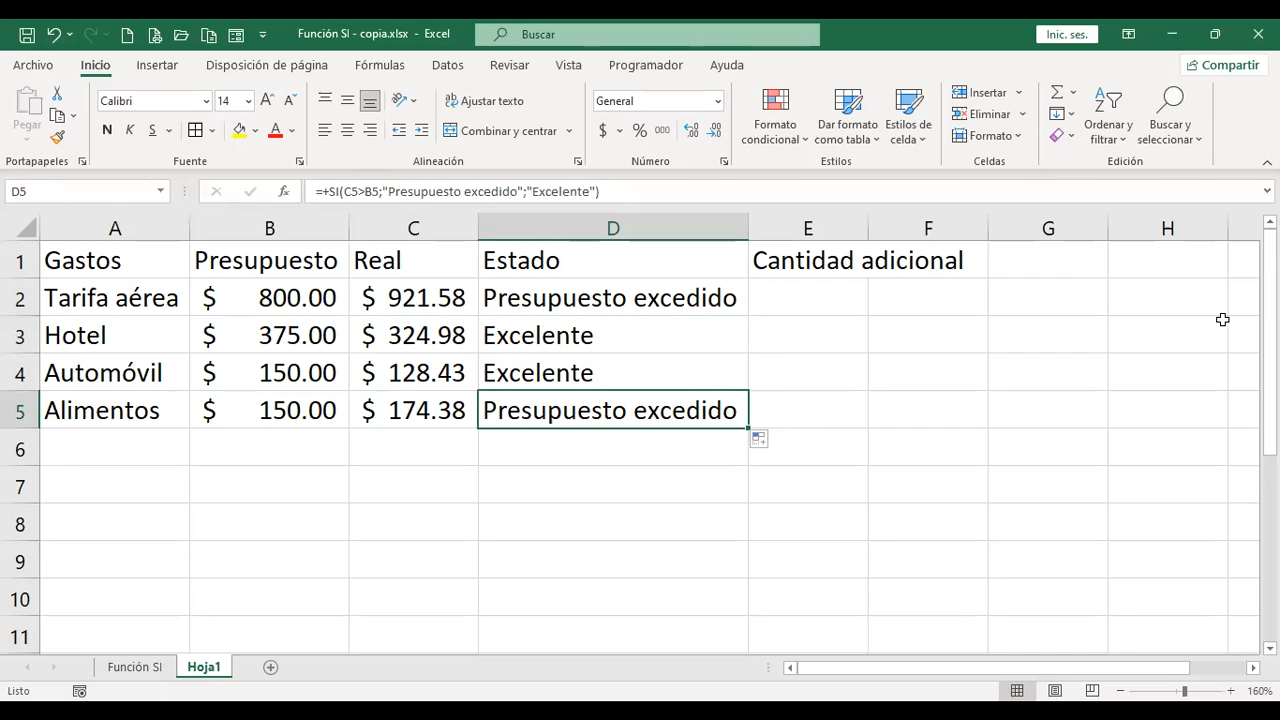 Función SI - copia.xlsx - Excel
Buscar
Inic. ses.
Archivo Inicio Insertar Disposición de página Fórmulas Datos Revisar Vista Programador Ayuda
Compartir
Pegar
Calibri 14
N K S A
Ajustar texto
Combinar y centrar
General
$ % 000
Formato condicional
Dar formato como tabla
Estilos de celda
Insertar
Eliminar
Formato
Ordenar y filtrar
Buscar y seleccionar
Portapapeles Fuente Alineación Número Estilos Celdas Edición
D5 fx =+SI(C5>B5;"Presupuesto excedido";"Excelente")
A B C D E F G H
1 Gastos Presupuesto Real Estado Cantidad adicional
2 Tarifa aérea $ 800.00 $ 921.58 Presupuesto excedido
3 Hotel $ 375.00 $ 324.98 Excelente
4 Automóvil $ 150.00 $ 128.43 Excelente
5 Alimentos $ 150.00 $ 174.38 Presupuesto excedido
6
7
8
9
10
11
Función SI Hoja1
Listo
160%